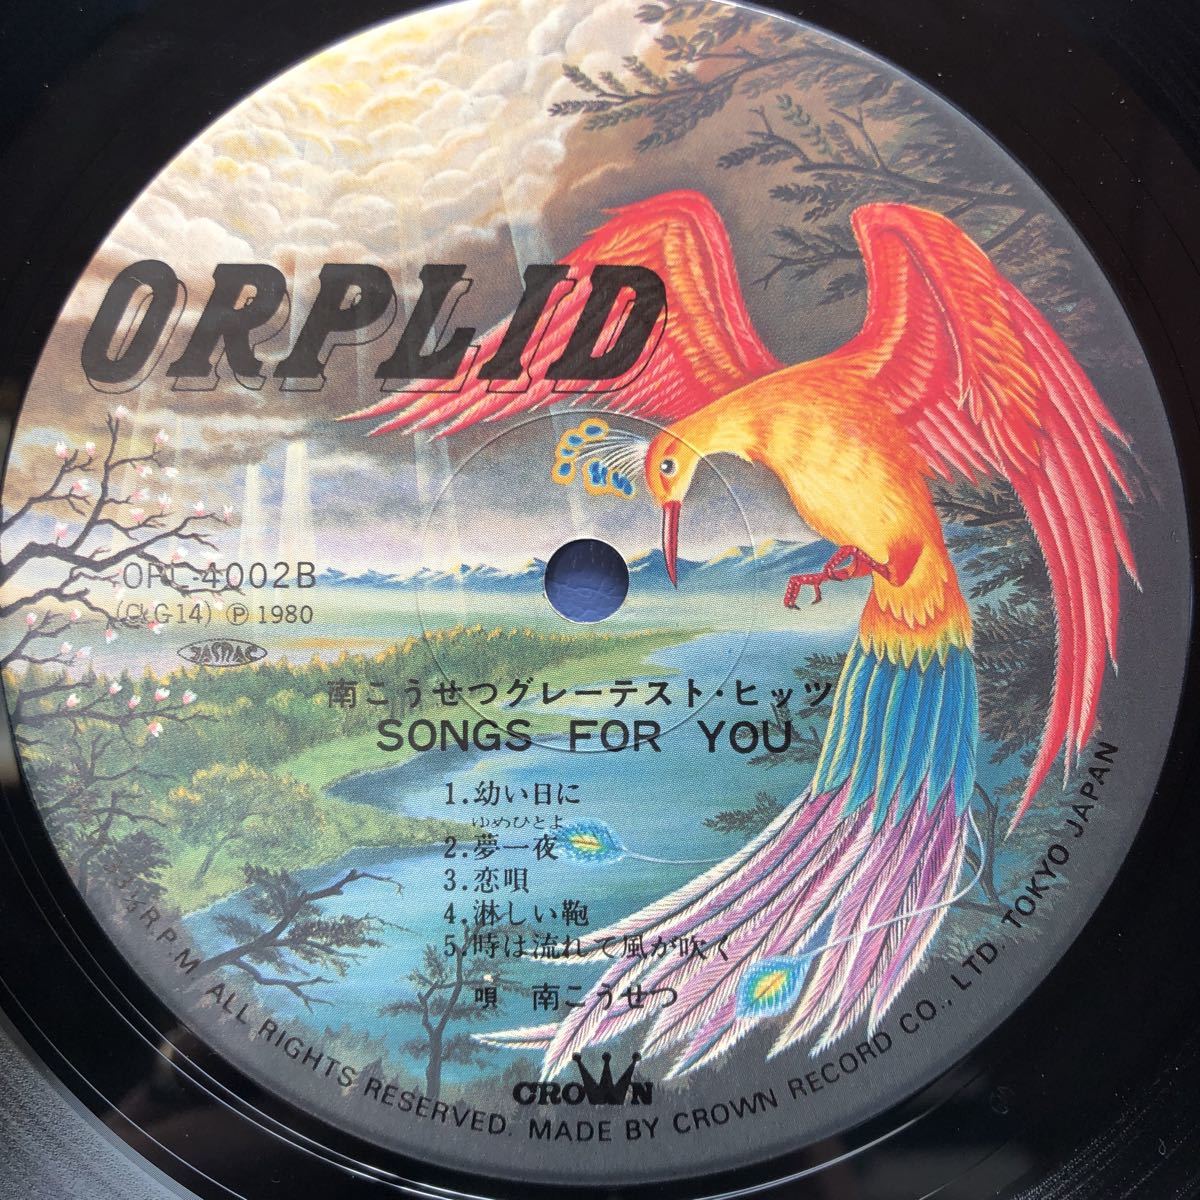 ORPLID
OPL-4002B
(CLG14) Ⓟ 1980
JASRAC
南こうせつグレーテスト・ヒッツ
SONGS FOR YOU
1.幼い日に
ゆめひとよ
2.夢一夜
3.恋唄
4.淋しい鞄
5.時は流れて風が吹く
唄 南こうせつ
CROWN
33⅓ R.P.M ALL RIGHTS RESERVED. MADE BY CROWN RECORD CO., LTD. TOKYO JAPAN